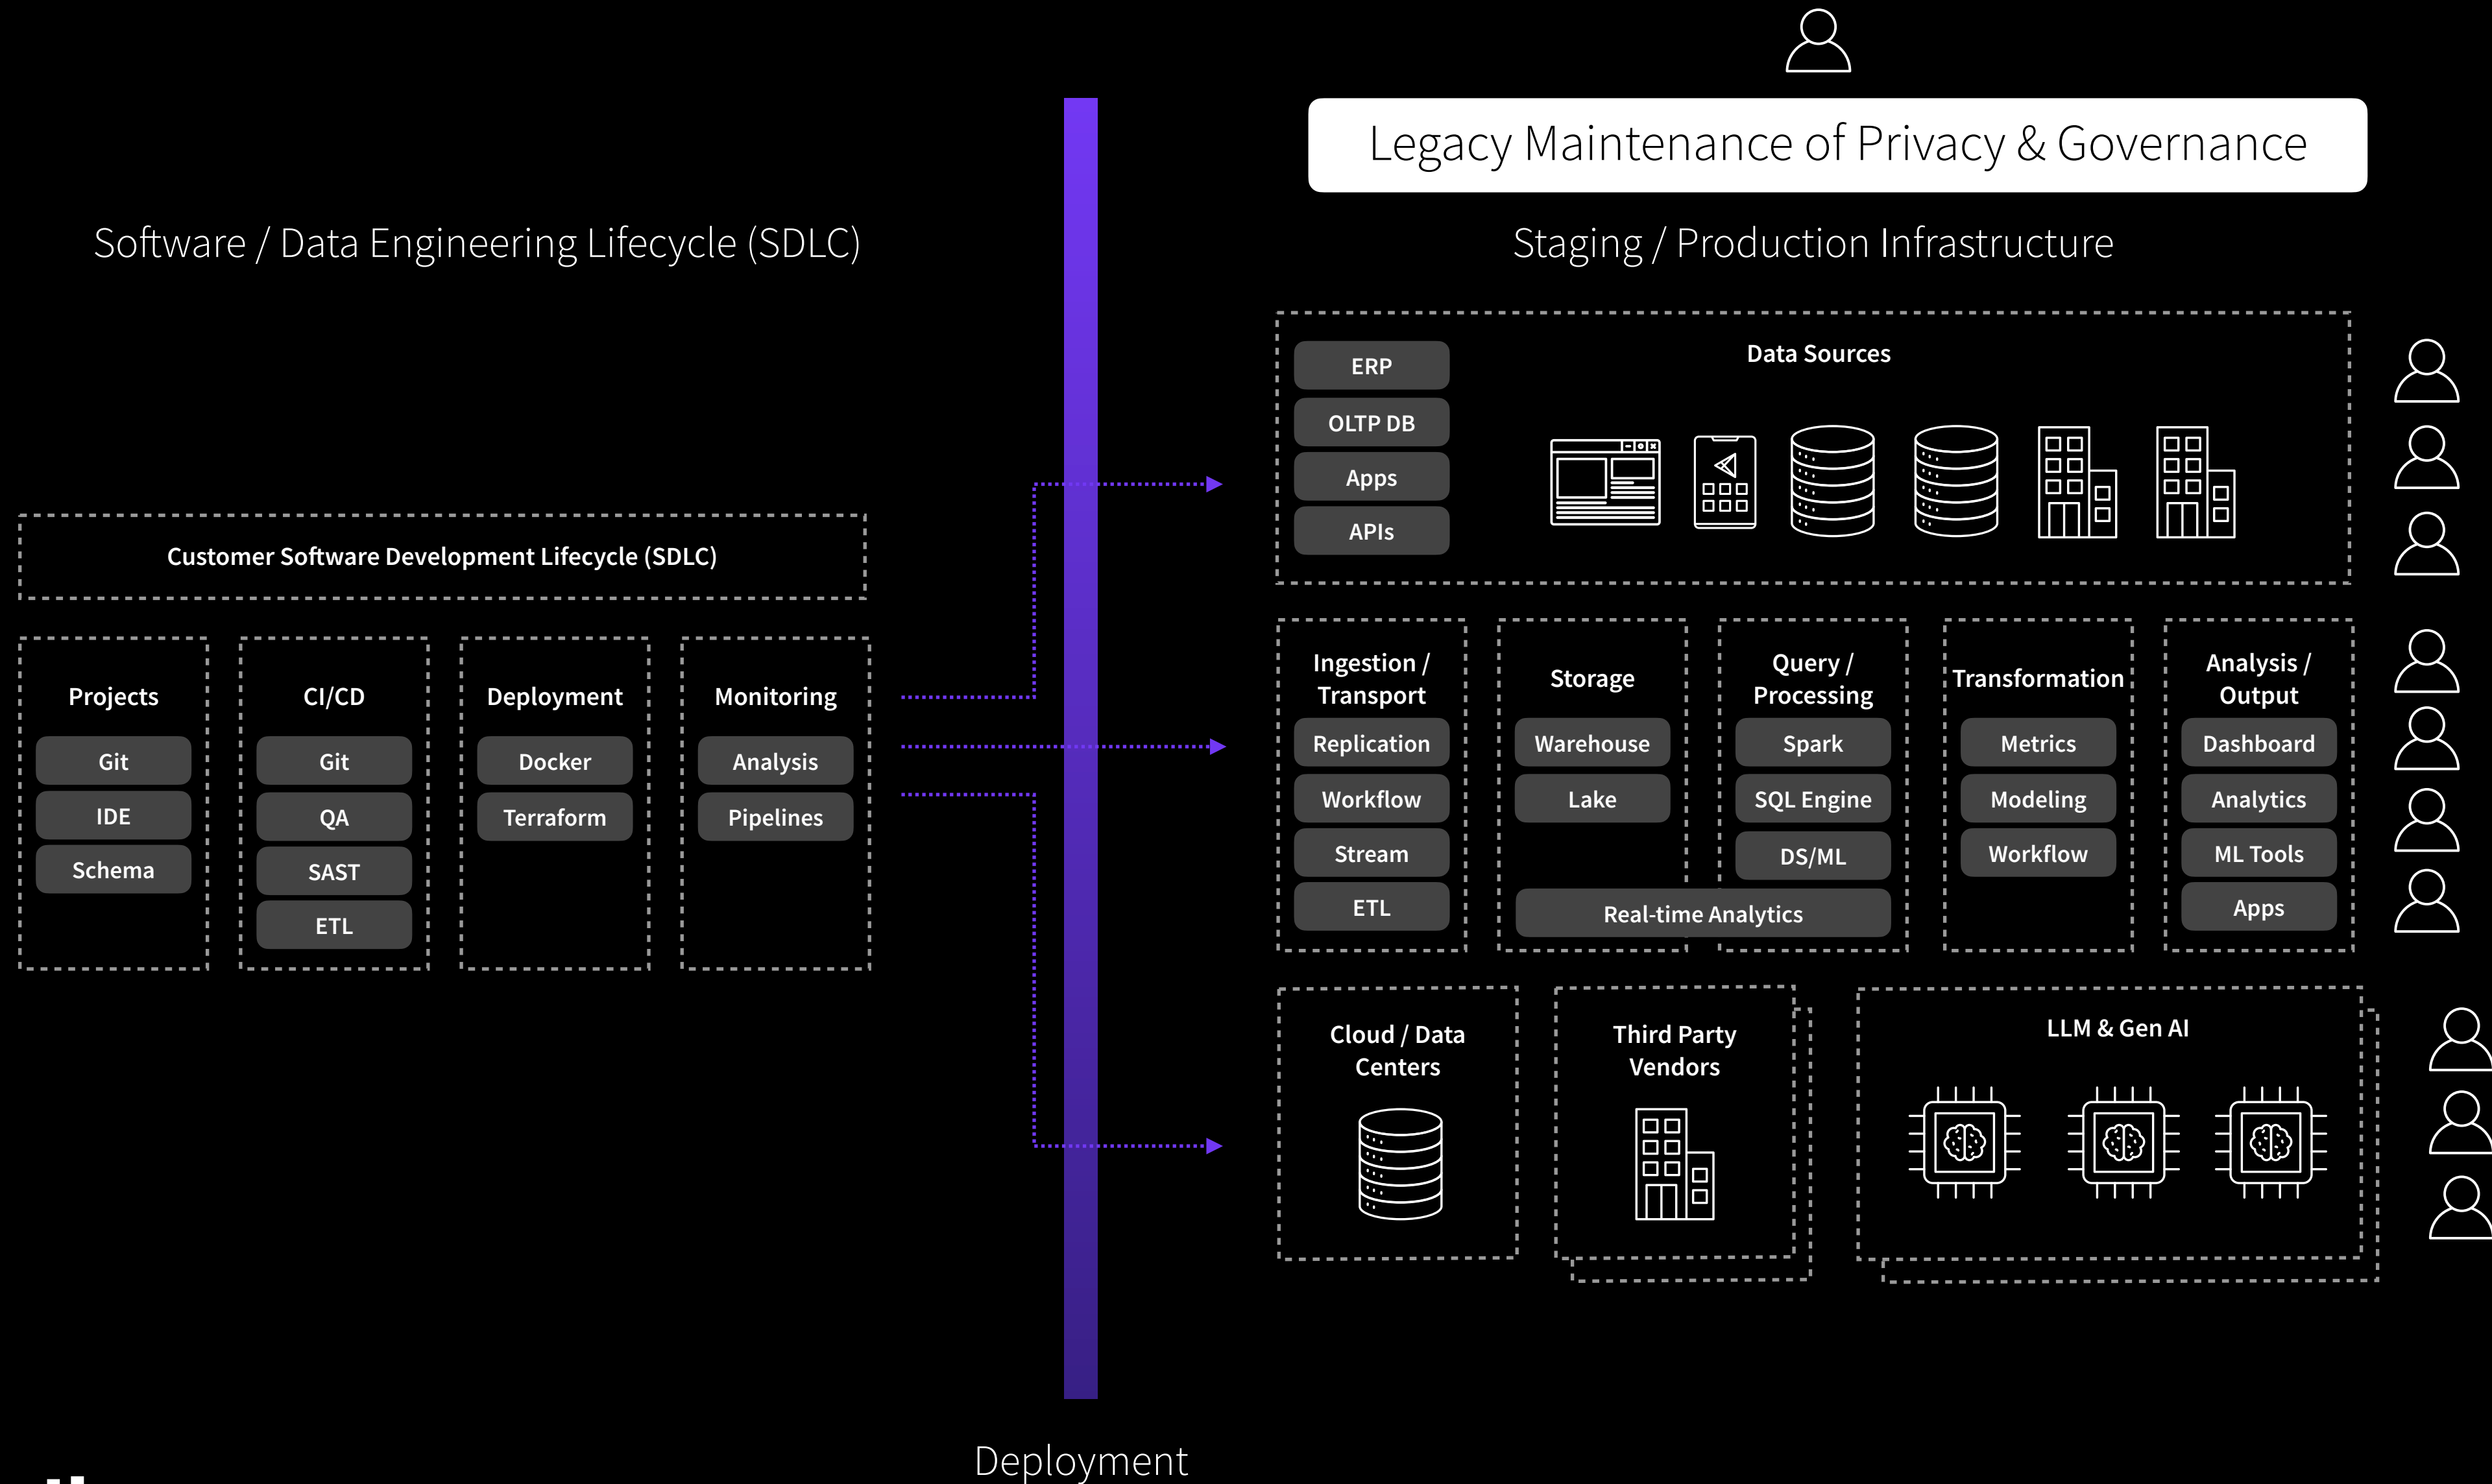 Legacy Maintenance of Privacy & Governance
Software / Data Engineering Lifecycle (SDLC)
Staging / Production Infrastructure
Customer Software Development Lifecycle (SDLC)
Projects
Git
IDE
Schema
CI/CD
Git
QA
SAST
ETL
Deployment
Docker
Terraform
Monitoring
Analysis
Pipelines
Data Sources
ERP
OLTP DB
Apps
APIs
Ingestion /
Transport
Replication
Workflow
Stream
ETL
Storage
Warehouse
Lake
Query /
Processing
Spark
SQL Engine
DS/ML
Real-time Analytics
Transformation
Metrics
Modeling
Workflow
Analysis /
Output
Dashboard
Analytics
ML Tools
Apps
Cloud / Data
Centers
Third Party
Vendors
LLM & Gen AI
Deployment